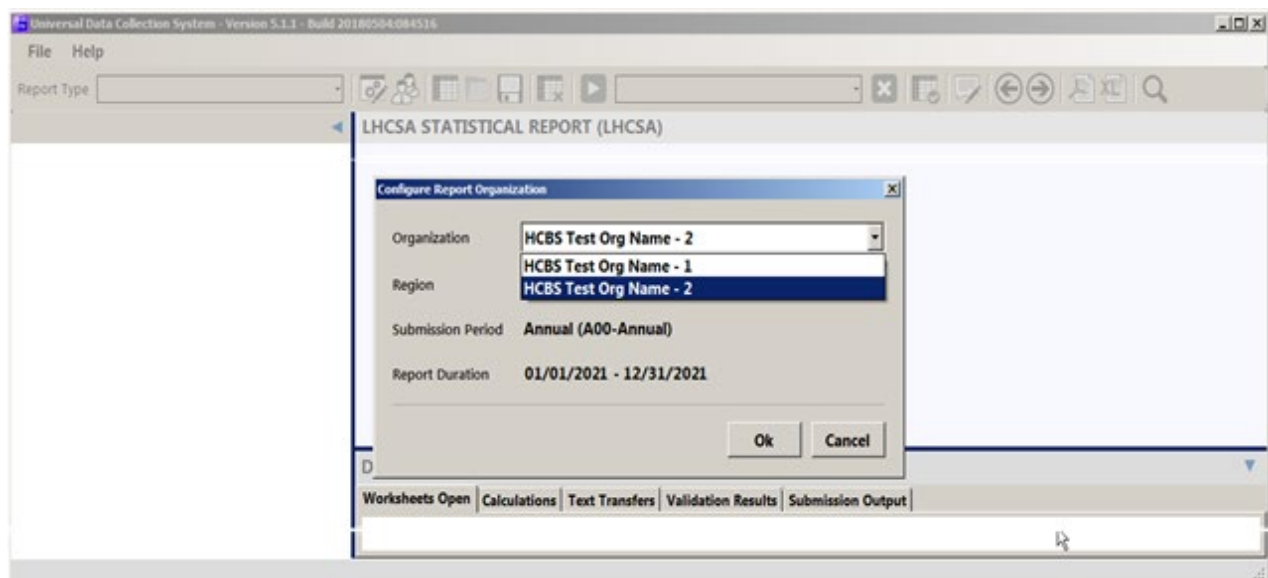 Universal Data Collection System - Version 5.1.1 - Build 20180504:084516
File Help
Report Type
XL
LHCSA STATISTICAL REPORT (LHCSA)
Configure Report Organization
Organization HCBS Test Org Name - 2
HCBS Test Org Name - 1
Region HCBS Test Org Name - 2
Submission Period Annual (A00-Annual)
Report Duration 01/01/2021 - 12/31/2021
Ok Cancel
D
Worksheets Open Calculations Text Transfers Validation Results Submission Output